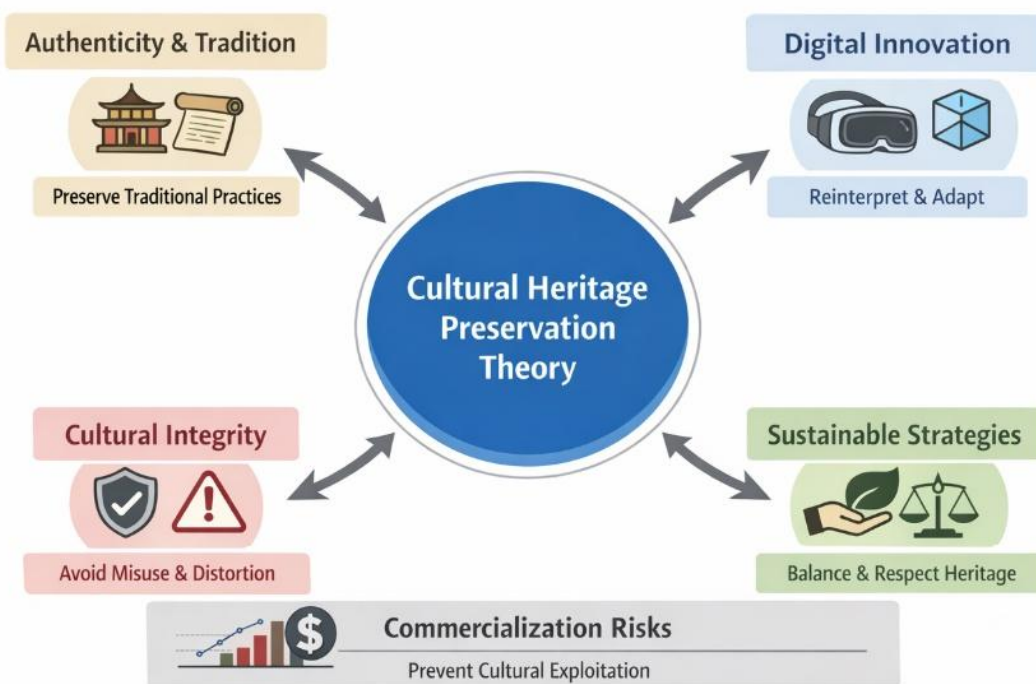 Authenticity & Tradition
Preserve Traditional Practices
Digital Innovation
Reinterpret & Adapt
Cultural Heritage
Preservation
Theory
Cultural Integrity
Avoid Misuse & Distortion
Sustainable Strategies
Balance & Respect Heritage
$
Commercialization Risks
Prevent Cultural Exploitation